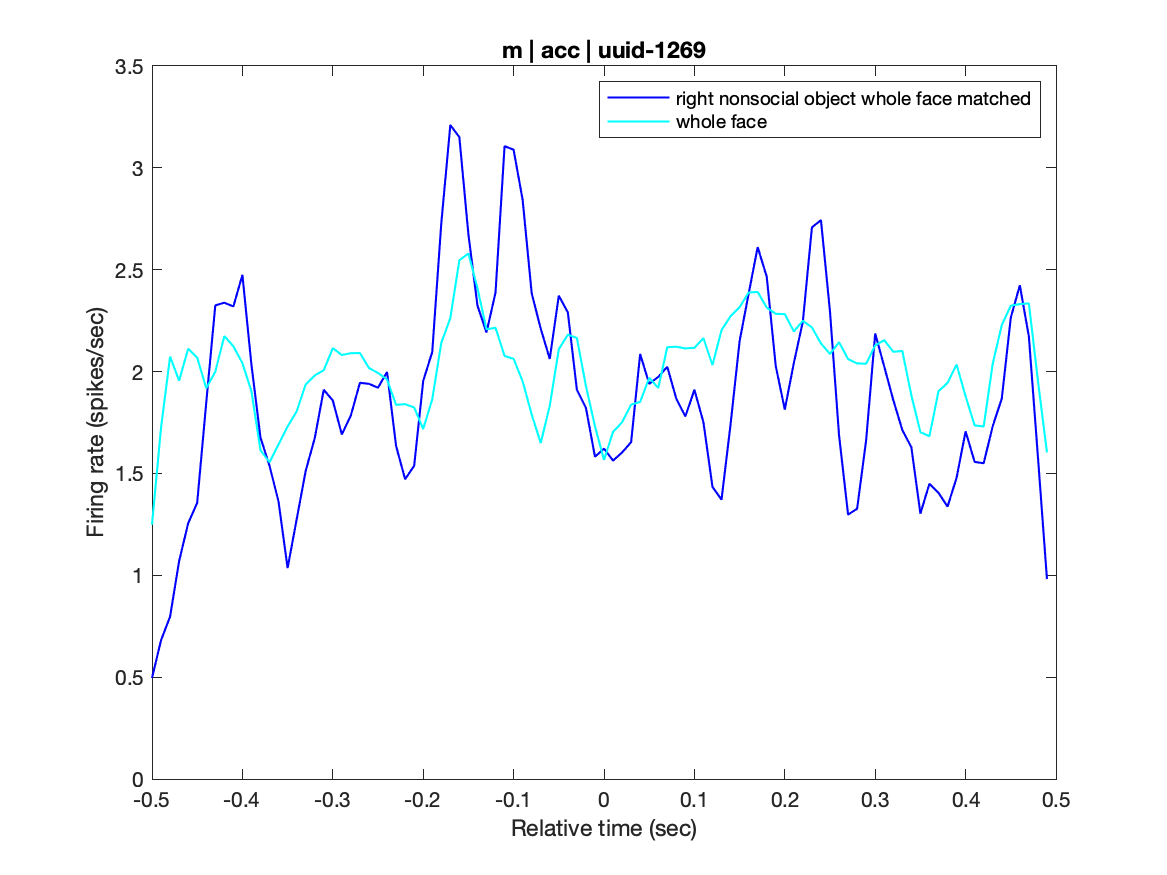 m | acc | uuid-1269
right nonsocial object whole face matched
whole face
3.5
3
2.5
2
1.5
1
0.5
0
Firing rate (spikes/sec)
-0.5 -0.4 -0.3 -0.2 -0.1 0 0.1 0.2 0.3 0.4 0.5
Relative time (sec)